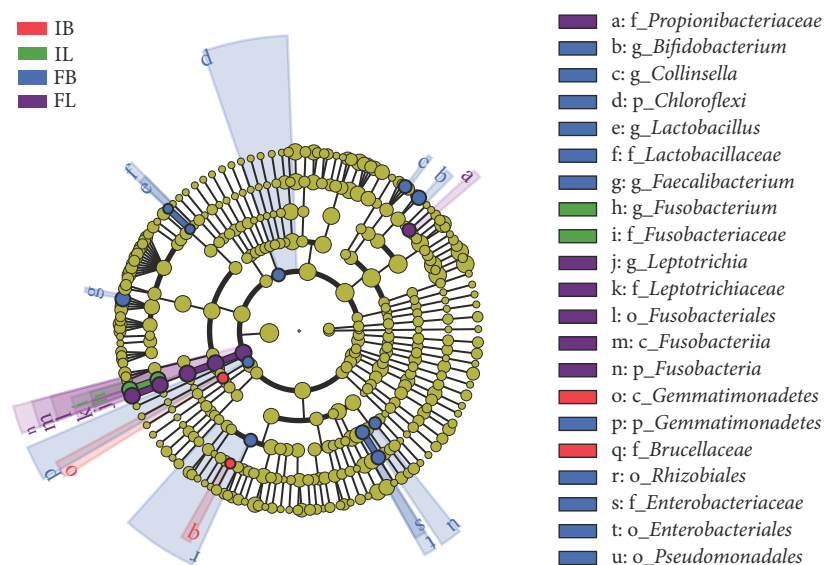 IB
IL
FB
FL
a: f_Propionibacteriaceae
b: g_Bifidobacterium
c: g_Collinsella
d: p_Chloroflexi
e: g_Lactobacillus
f: f_Lactobacillaceae
g: g_Faecalibacterium
h: g_Fusobacterium
i: f_Fusobacteriaceae
j: g_Leptotrichia
k: f_Leptotrichiaceae
l: o_Fusobacteriales
m: c_Fusobacteriia
n: p_Fusobacteria
o: c_Gemmatimonadetes
p: p_Gemmatimonadetes
q: f_Brucellaceae
r: o_Rhizobiales
s: f_Enterobacteriaceae
t: o_Enterobacteriales
u: o_Pseudomonadales
d
c
b
a
f
e
g
n
m
l
k
j
i
h
p
o
q
r
s
t
u